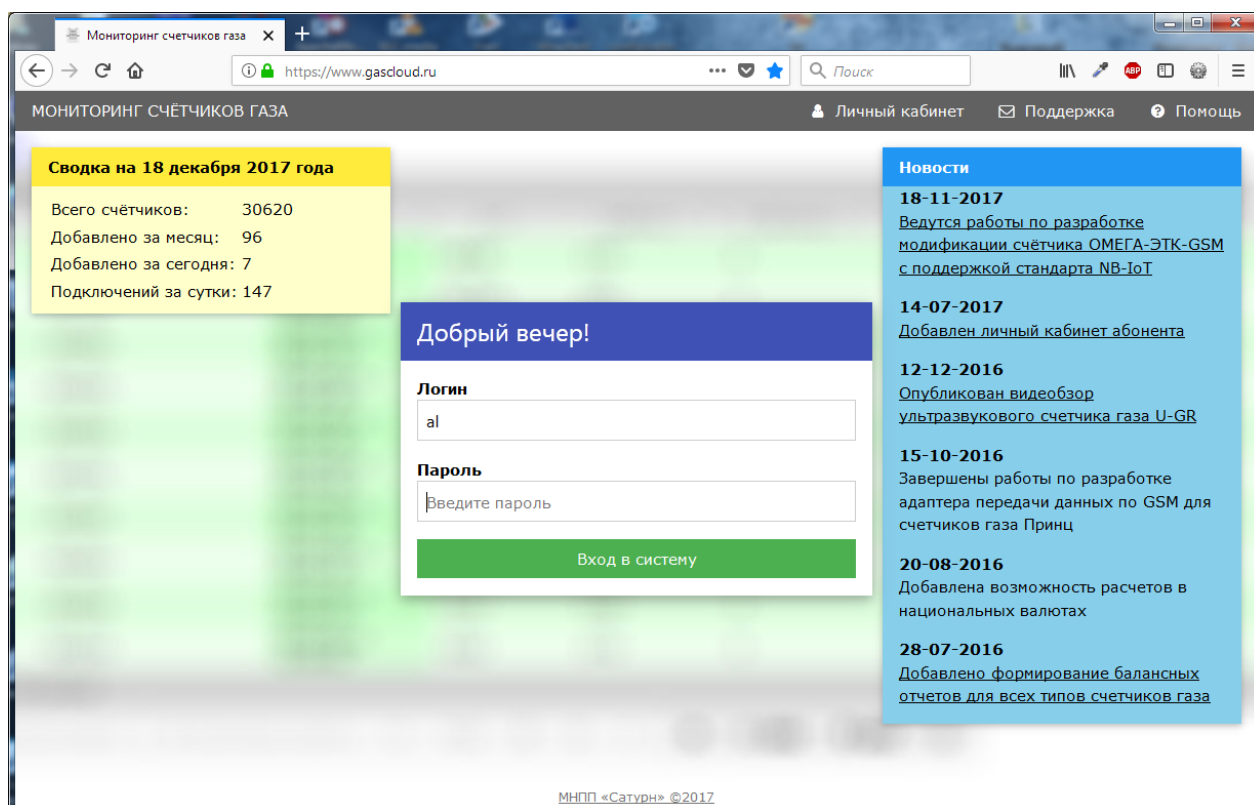 Мониторинг счетчиков газа
https://www.gascloud.ru
Поиск
ABP
МОНИТОРИНГ СЧЁТЧИКОВ ГАЗА
Личный кабинет
Поддержка
Помощь
Сводка на 18 декабря 2017 года
Всего счётчиков: 30620
Добавлено за месяц: 96
Добавлено за сегодня: 7
Подключений за сутки: 147
Добрый вечер!
Логин
al
Пароль
Введите пароль
Вход в систему
Новости
18-11-2017
Ведутся работы по разработке
модификации счётчика ОМЕГА-ЭТК-GSM
с поддержкой стандарта NB-IoT
14-07-2017
Добавлен личный кабинет абонента
12-12-2016
Опубликован видеобзор
ультразвукового счетчика газа U-GR
15-10-2016
Завершены работы по разработке
адаптера передачи данных по GSM для
счетчиков газа Принц
20-08-2016
Добавлена возможность расчетов в
национальных валютах
28-07-2016
Добавлено формирование балансных
отчетов для всех типов счетчиков газа
МНПП «Сатурн» ©2017